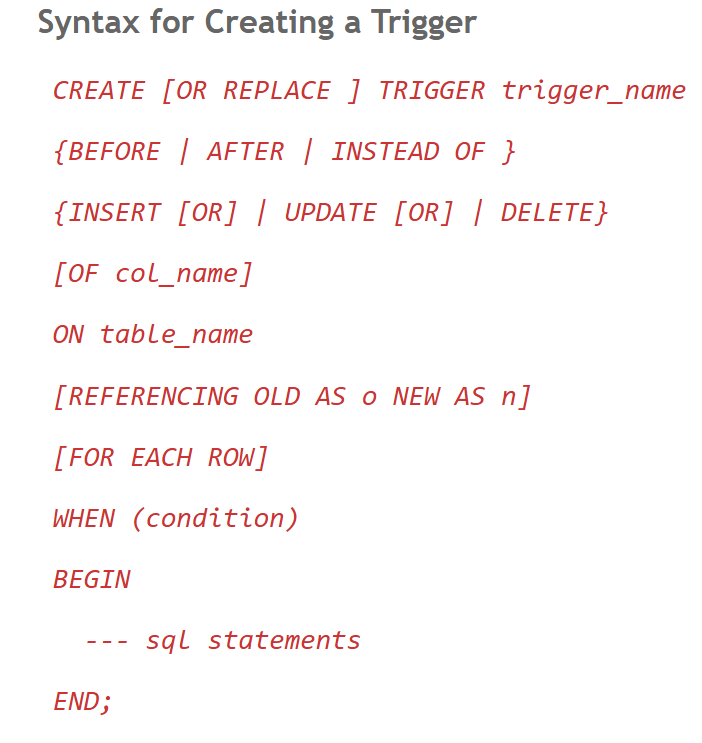 Syntax for Creating a Trigger
CREATE [OR REPLACE ] TRIGGER trigger_name
{BEFORE | AFTER | INSTEAD OF }
{INSERT [OR] | UPDATE [OR] | DELETE}
[OF col_name]
ON table_name
[REFERENCING OLD AS o NEW AS n]
[FOR EACH ROW]
WHEN (condition)
BEGIN
--- sql statements
END;